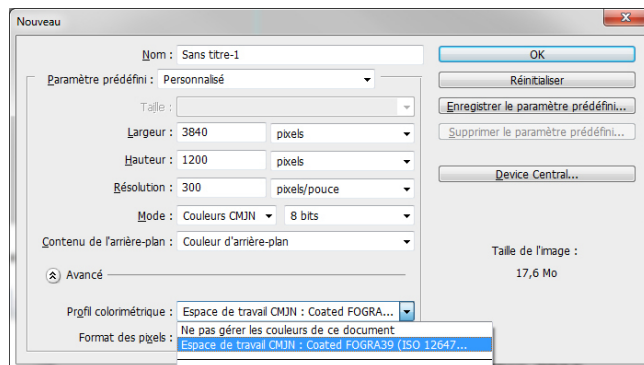 Nouveau
Nom : Sans titre-1
OK
Paramètre prédéfini : Personnalisé
Réinitialiser
Taille :
Enregistrer le paramètre prédéfini...
Largeur : 3840 pixels
Supprimer le paramètre prédéfini...
Hauteur : 1200 pixels
Résolution : 300 pixels/pouce
Device Central...
Mode : Couleurs CMJN 8 bits
Contenu de l'arrière-plan : Couleur d'arrière-plan
Taille de l'image :
17,6 Mo
Avancé
Profil colorimétrique : Espace de travail CMJN : Coated FOGRA...
Ne pas gérer les couleurs de ce document
Format des pixels :
Espace de travail CMJN : Coated FOGRA39 (ISO 12647...